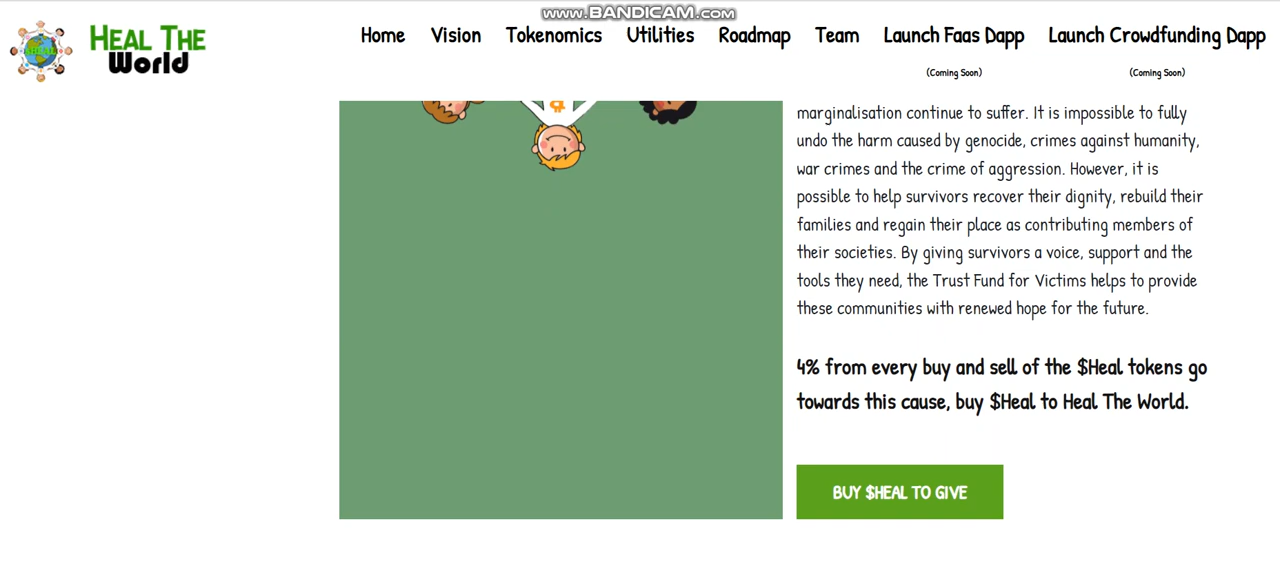 www.BANDICAM.com
HEAL THE
World
Home Vision Tokenomics Utilities Roadmap Team Launch Faas Dapp Launch Crowdfunding Dapp
(Coming Soon) (Coming Soon)
marginalisation continue to suffer. It is impossible to fully
undo the harm caused by genocide, crimes against humanity,
war crimes and the crime of aggression. However, it is
possible to help survivors recover their dignity, rebuild their
families and regain their place as contributing members of
their societies. By giving survivors a voice, support and the
tools they need, the Trust Fund for Victims helps to provide
these communities with renewed hope for the future.
4% from every buy and sell of the $Heal tokens go
towards this cause, buy $Heal to Heal The World.
BUY $HEAL TO GIVE